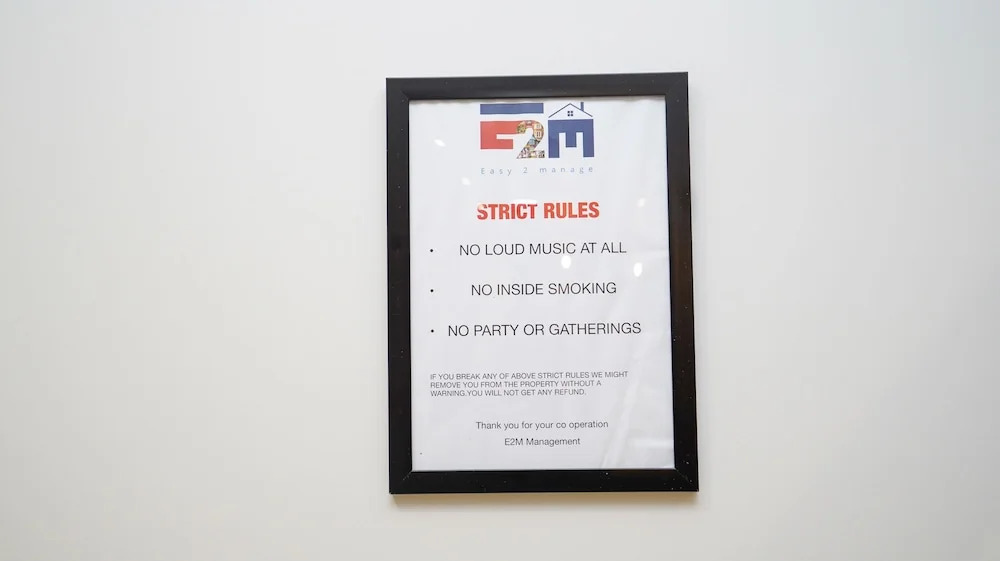 E2M
Easy 2 manage
STRICT RULES
• NO LOUD MUSIC AT ALL
• NO INSIDE SMOKING
• NO PARTY OR GATHERINGS
IF YOU BREAK ANY OF ABOVE STRICT RULES WE MIGHT
REMOVE YOU FROM THE PROPERTY WITHOUT A
WARNING.YOU WILL NOT GET ANY REFUND.
Thank you for your co operation
E2M Management